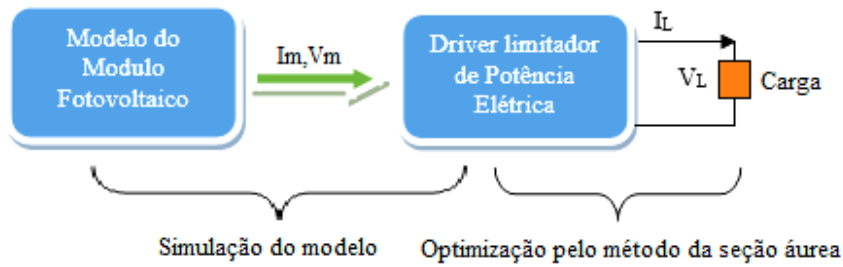 Modelo do
Modulo
Fotovoltaico
Im,Vm
Driver limitador
de Potência
Elétrica
IL
VL
Carga
Simulação do modelo
Optimização pelo método da seção áurea